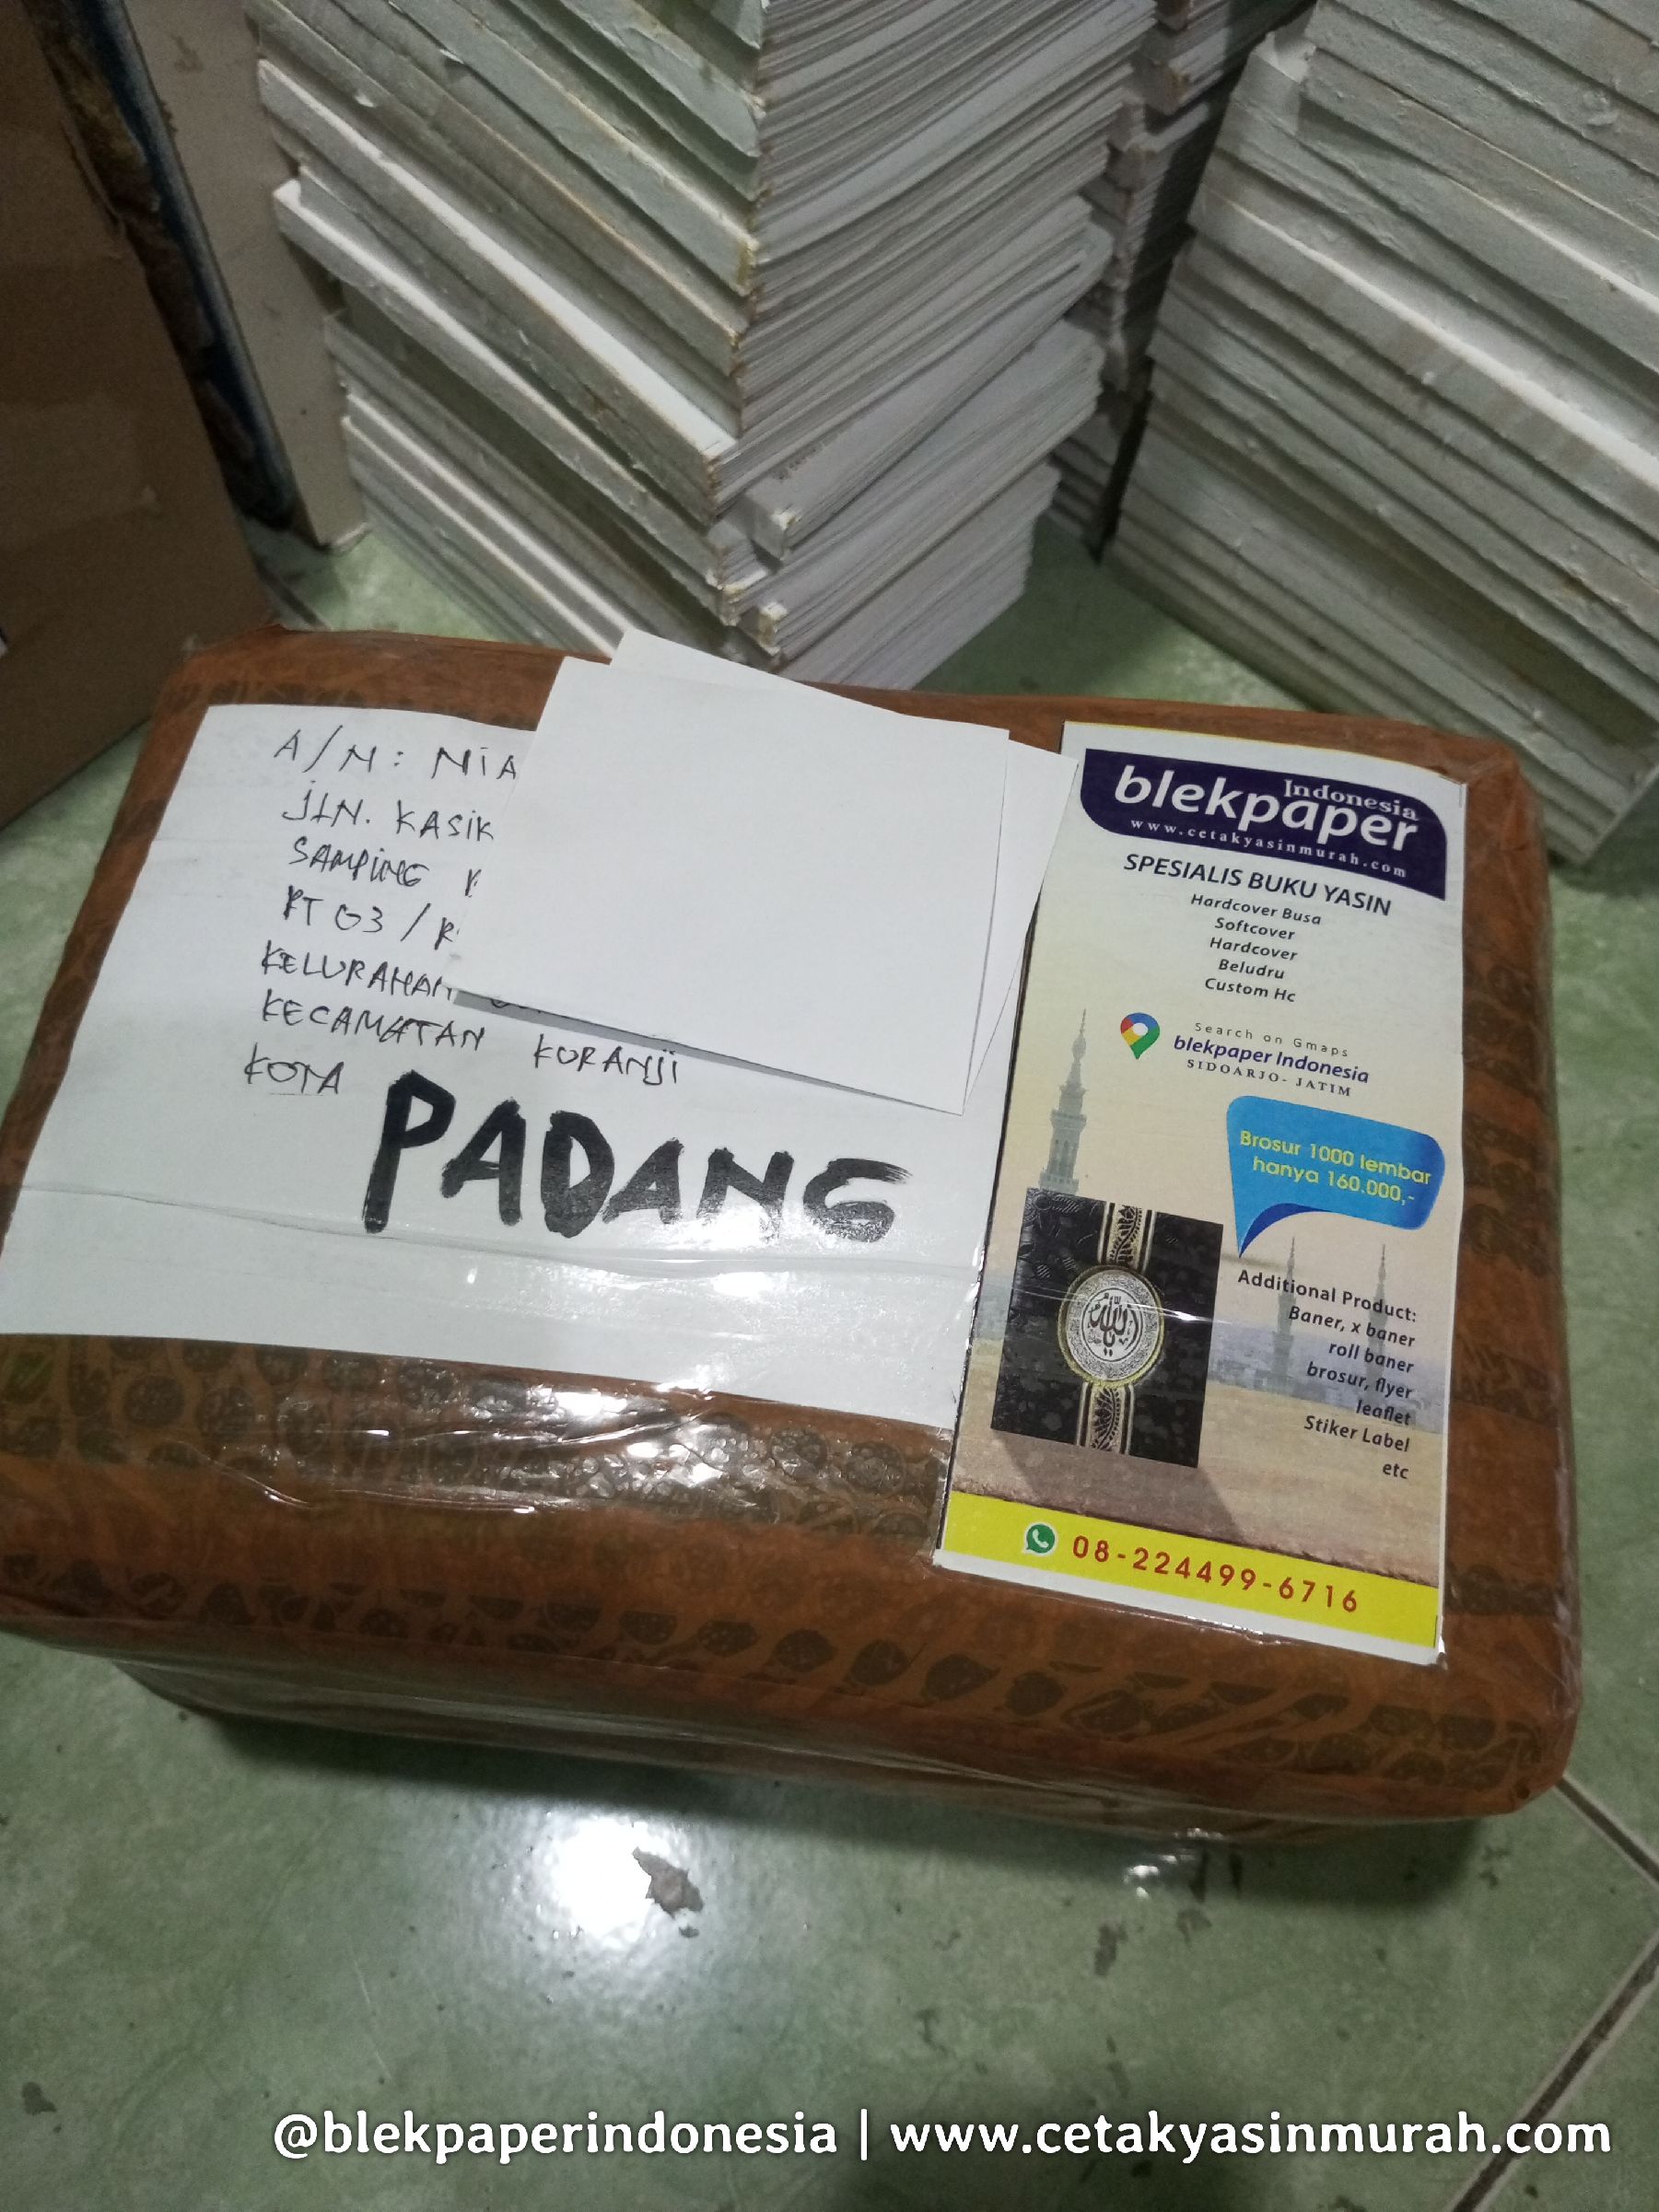 A/N: NIA
JLN. KASIK
SAMPING
RT 03 /
KELURAHAN
KECAMATAN KURANJI
KOTA PADANG
Indonesia
blekpaper
www.cetakyasinmurah.com
SPESIALIS BUKU YASIN
Hardcover Busa
Softcover
Hardcover
Beludru
Custom Hc
Search on Gmaps
blekpaper Indonesia
SIDOARJO- JATIM
Brosur 1000 lembar
hanya 160.000,-
Additional Product:
Baner, x baner
roll baner
brosur, flyer
leaflet
Stiker Label
etc
08-224499-6716
@blekpaperindonesia | www.cetakyasinmurah.com